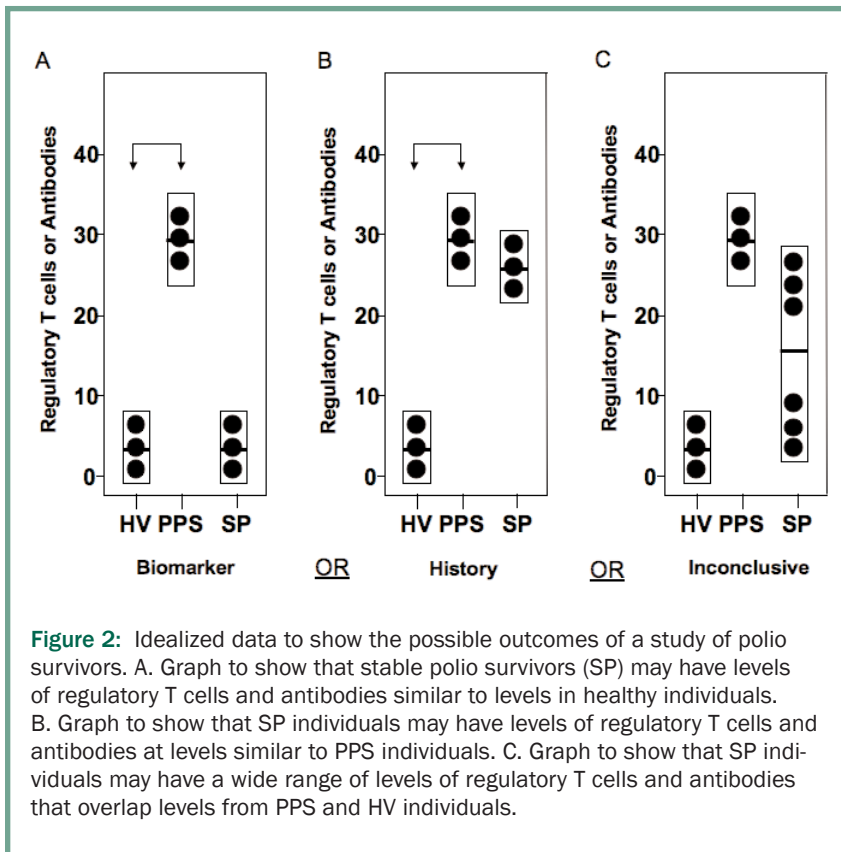 A
Regulatory T cells or Antibodies
40
30
20
10
0
HV PPS SP
Biomarker
OR
B
Regulatory T cells or Antibodies
40
30
20
10
0
HV PPS SP
History
OR
C
Regulatory T cells or Antibodies
40
30
20
10
0
HV PPS SP
Inconclusive
Figure 2: Idealized data to show the possible outcomes of a study of polio
survivors. A. Graph to show that stable polio survivors (SP) may have levels
of regulatory T cells and antibodies similar to levels in healthy individuals.
B. Graph to show that SP individuals may have levels of regulatory T cells and
antibodies at levels similar to PPS individuals. C. Graph to show that SP indi-
viduals may have a wide range of levels of regulatory T cells and antibodies
that overlap levels from PPS and HV individuals.